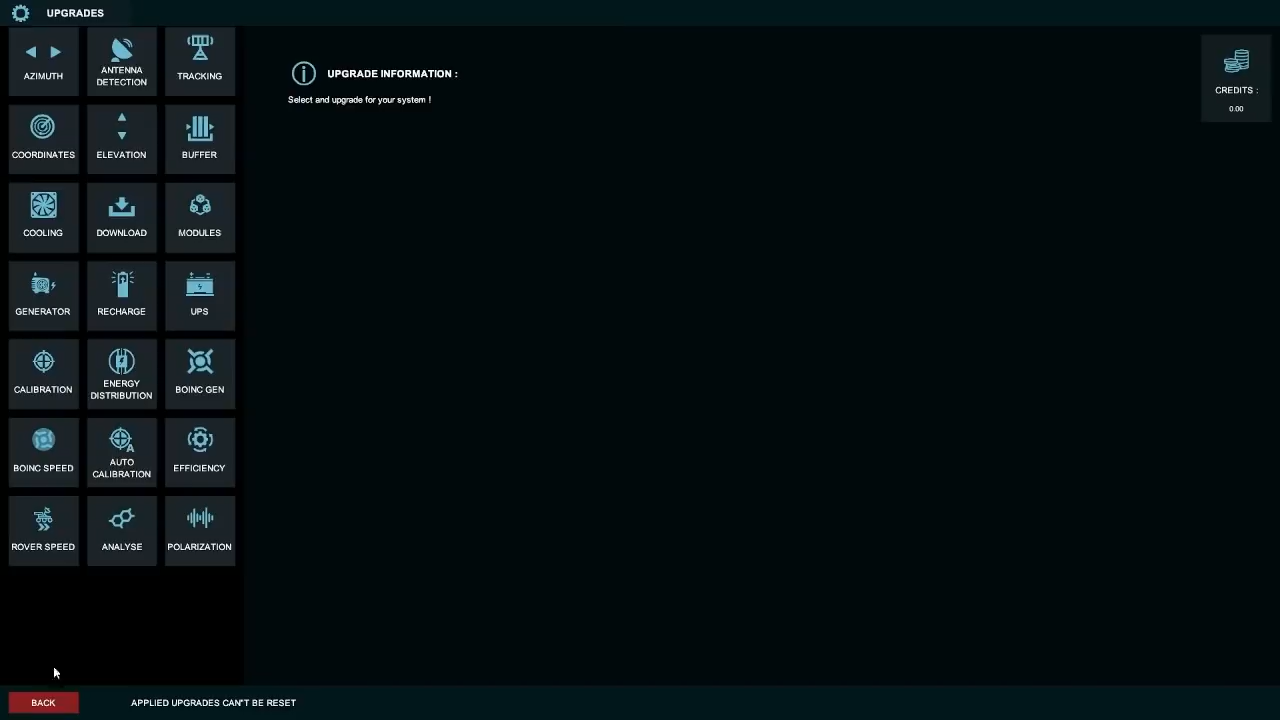 UPGRADES
AZIMUTH
ANTENNA
DETECTION
TRACKING
UPGRADE INFORMATION :
Select and upgrade for your system !
CREDITS :
0.00
COORDINATES
ELEVATION
BUFFER
COOLING
DOWNLOAD
MODULES
GENERATOR
RECHARGE
UPS
CALIBRATION
ENERGY
DISTRIBUTION
BOINC GEN
BOINC SPEED
AUTO
CALIBRATION
EFFICIENCY
ROVER SPEED
ANALYSE
POLARIZATION
BACK
APPLIED UPGRADES CAN'T BE RESET